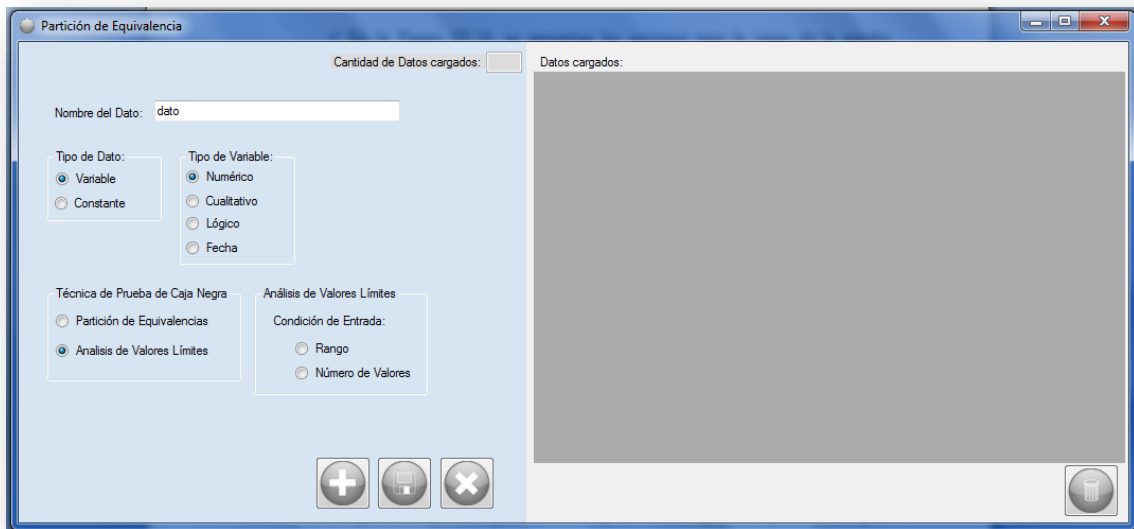 Partición de Equivalencia
Cantidad de Datos cargados:
Datos cargados:
Nombre del Dato: dato
Tipo de Dato:
Variable
Constante
Tipo de Variable:
Numérico
Cualitativo
Lógico
Fecha
Técnica de Prueba de Caja Negra
Partición de Equivalencias
Analisis de Valores Límites
Análisis de Valores Límites
Condición de Entrada:
Rango
Número de Valores